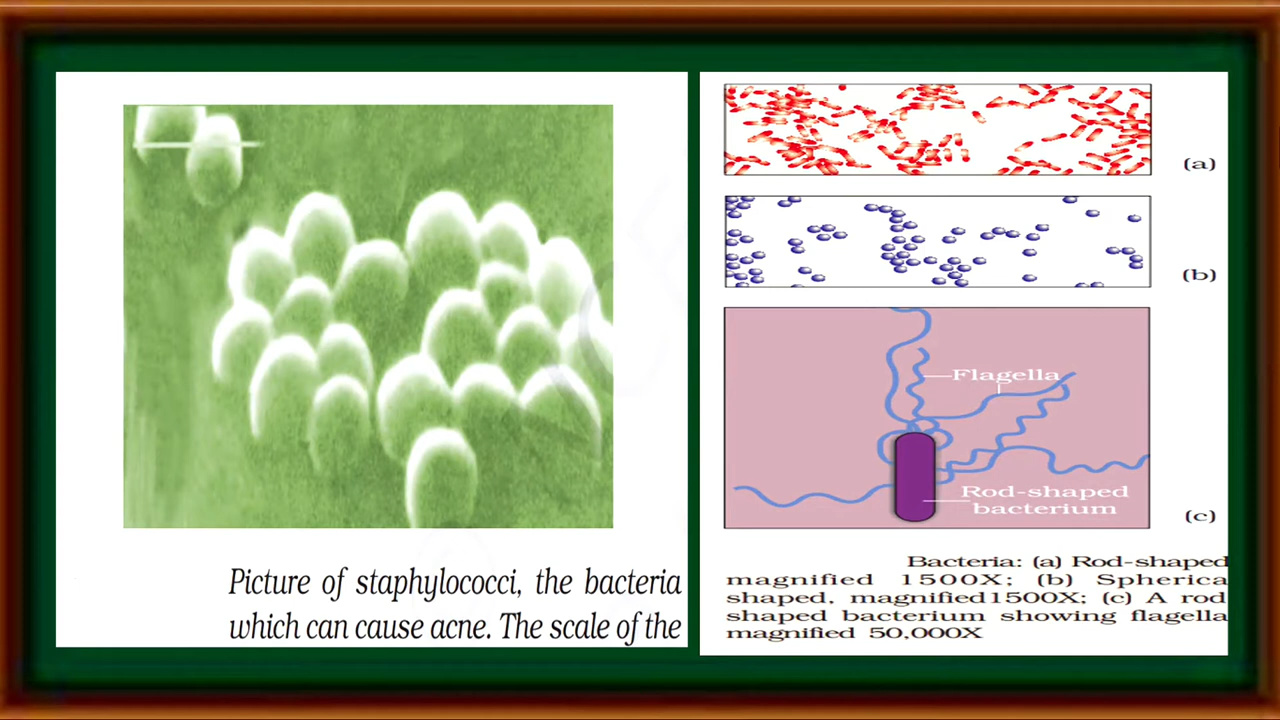 Picture of staphylococci, the bacteria
which can cause acne. The scale of the
(a)
(b)
Flagella
Rod-shaped
bacterium
(c)
Bacteria: (a) Rod-shaped
magnified 1500X; (b) Spherica
shaped, magnified1500X; (c) A rod
shaped bacterium showing flagella
magnified 50,000X